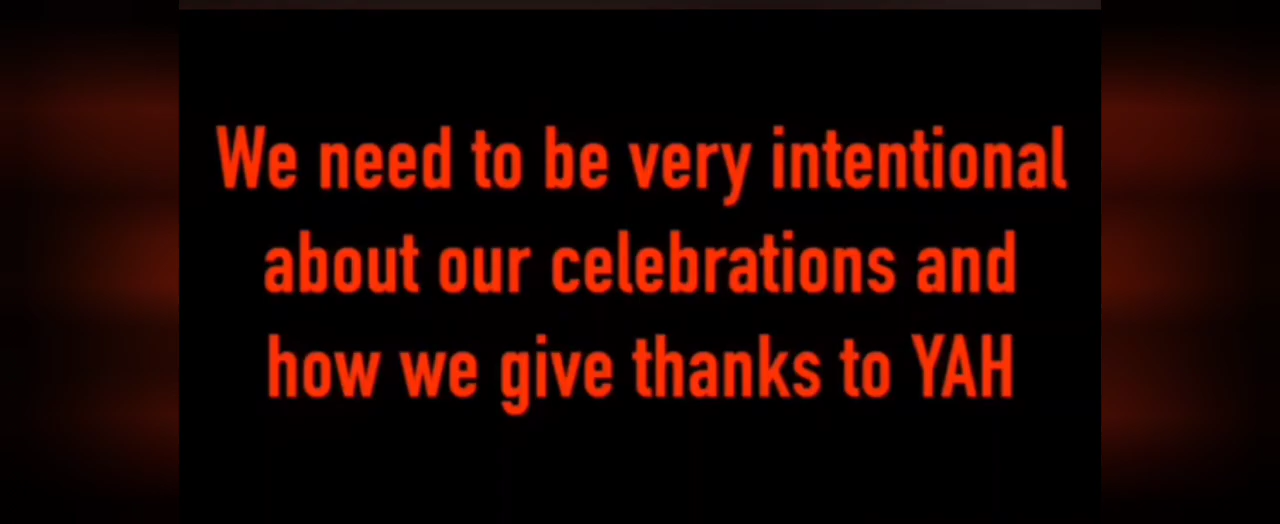 We need to be very intentional
about our celebrations and
how we give thanks to YAH